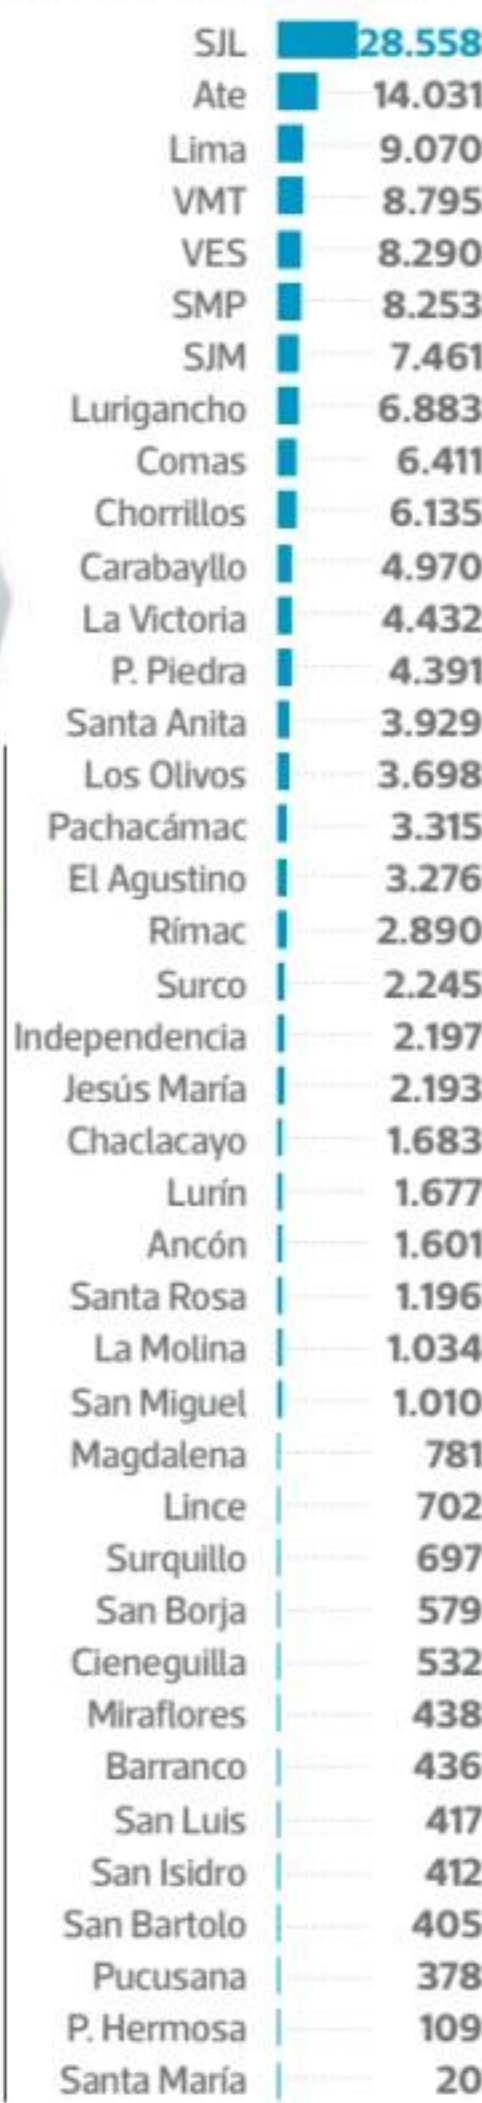 SJL 28.558
Ate 14.031
Lima 9.070
VMT 8.795
VES 8.290
SMP 8.253
SJM 7.461
Lurigancho 6.883
Comas 6.411
Chorrillos 6.135
Carabayllo 4.970
La Victoria 4.432
P. Piedra 4.391
Santa Anita 3.929
Los Olivos 3.698
Pachacámac 3.315
El Agustino 3.276
Rímac 2.890
Surco 2.245
Independencia 2.197
Jesús María 2.193
Chaclacayo 1.683
Lurín 1.677
Ancón 1.601
Santa Rosa 1.196
La Molina 1.034
San Miguel 1.010
Magdalena 781
Lince 702
Surquillo 697
San Borja 579
Cieneguilla 532
Miraflores 438
Barranco 436
San Luis 417
San Isidro 412
San Bartolo 405
Pucusana 378
P. Hermosa 109
Santa María 20